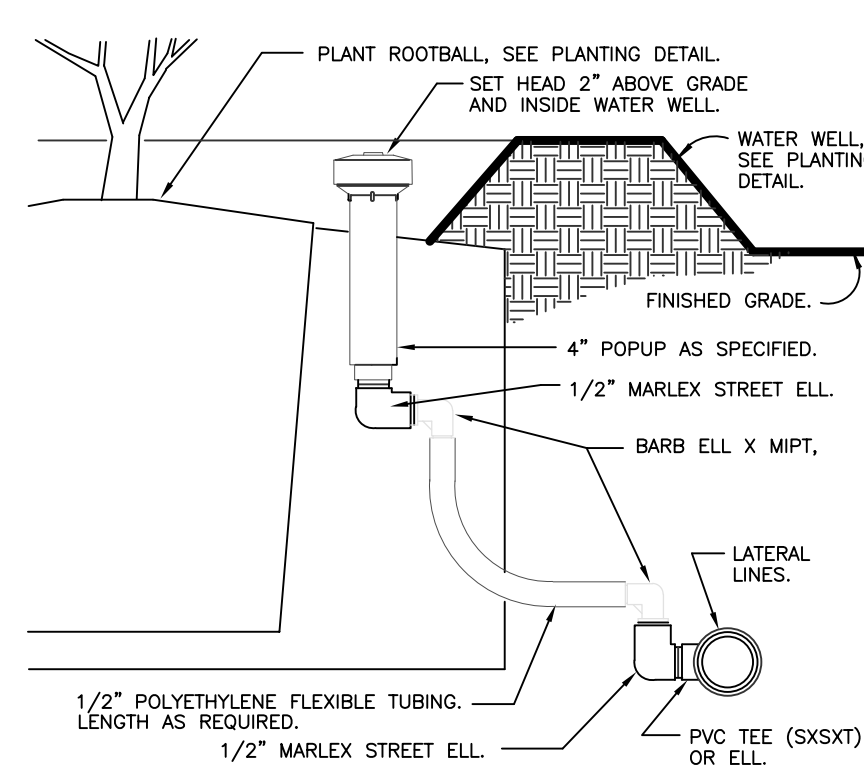 PLANT ROOTBALL, SEE PLANTING DETAIL.
SET HEAD 2” ABOVE GRADE
AND INSIDE WATER WELL.
WATER WELL,
SEE PLANTING
DETAIL.
FINISHED GRADE.
4” POPUP AS SPECIFIED.
1/2” MARLEX STREET ELL.
BARB ELL X MIPT,
LATERAL
LINES.
1/2” POLYETHYLENE FLEXIBLE TUBING.
LENGTH AS REQUIRED.
1/2” MARLEX STREET ELL.
PVC TEE (SXSXT)
OR ELL.